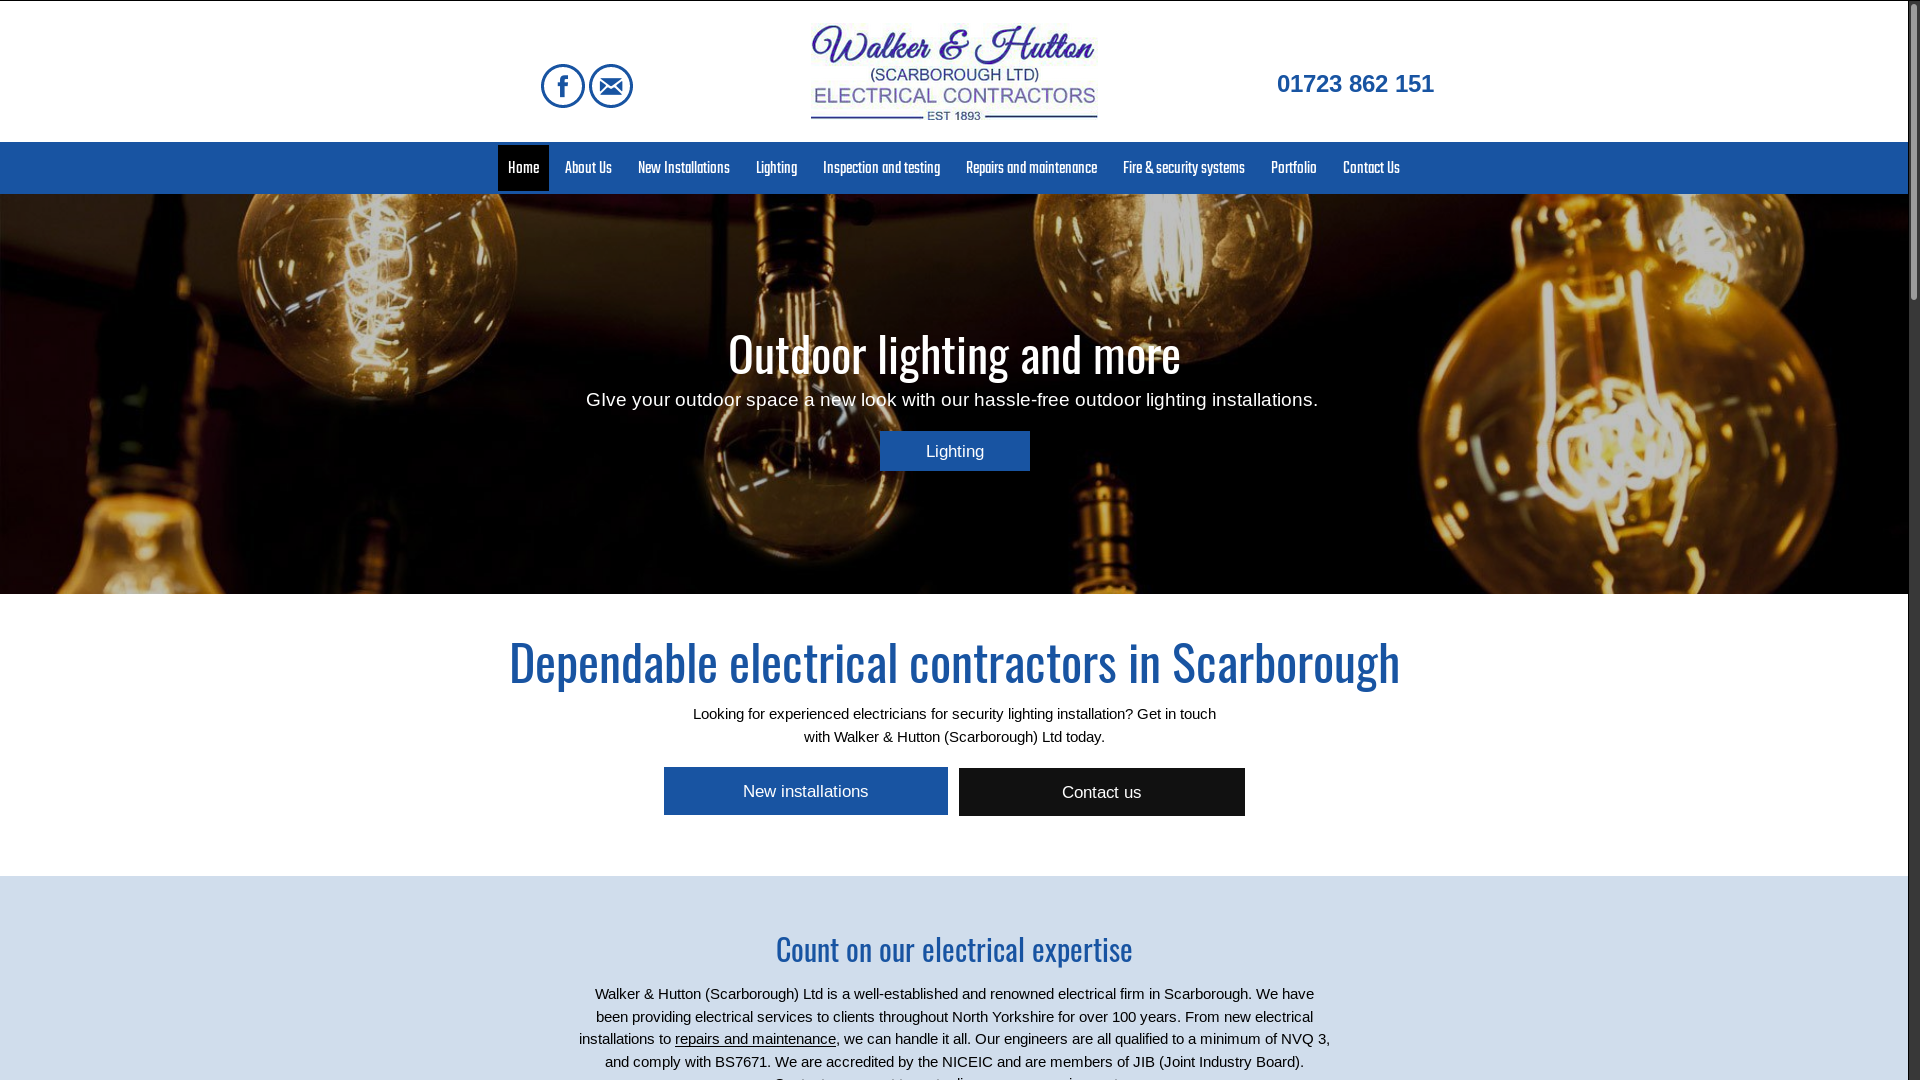 Walker & Hutton
(SCARBOROUGH LTD)
ELECTRICAL CONTRACTORS
EST 1893
01723 862 151
Home
About Us
New Installations
Lighting
Inspection and testing
Repairs and maintenance
Fire & security systems
Portfolio
Contact Us
Outdoor lighting and more
GIve your outdoor space a new look with our hassle-free outdoor lighting installations.
Lighting
Dependable electrical contractors in Scarborough
Looking for experienced electricians for security lighting installation? Get in touch
with Walker & Hutton (Scarborough) Ltd today.
New installations
Contact us
Count on our electrical expertise
Walker & Hutton (Scarborough) Ltd is a well-established and renowned electrical firm in Scarborough. We have
been providing electrical services to clients throughout North Yorkshire for over 100 years. From new electrical
installations to repairs and maintenance, we can handle it all. Our engineers are all qualified to a minimum of NVQ 3,
and comply with BS7671. We are accredited by the NICEIC and are members of JIB (Joint Industry Board).